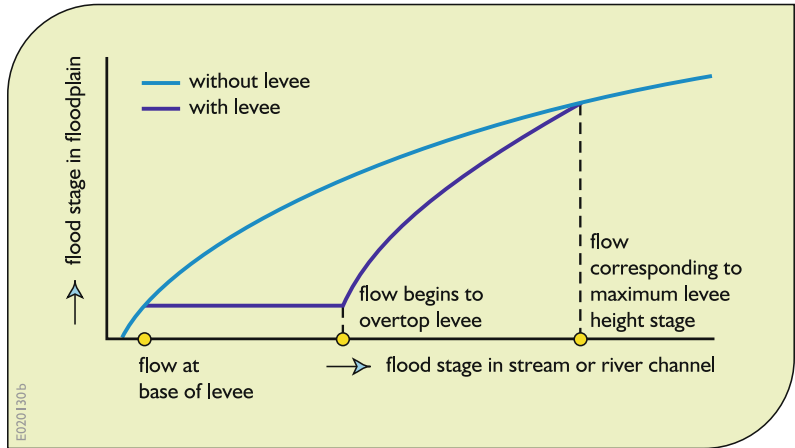 flood stage in floodplain
without levee
with levee
flow
corresponding to
maximum levee
height stage
flow begins to
overtop levee
flow at
base of levee
flood stage in stream or river channel
E020130b